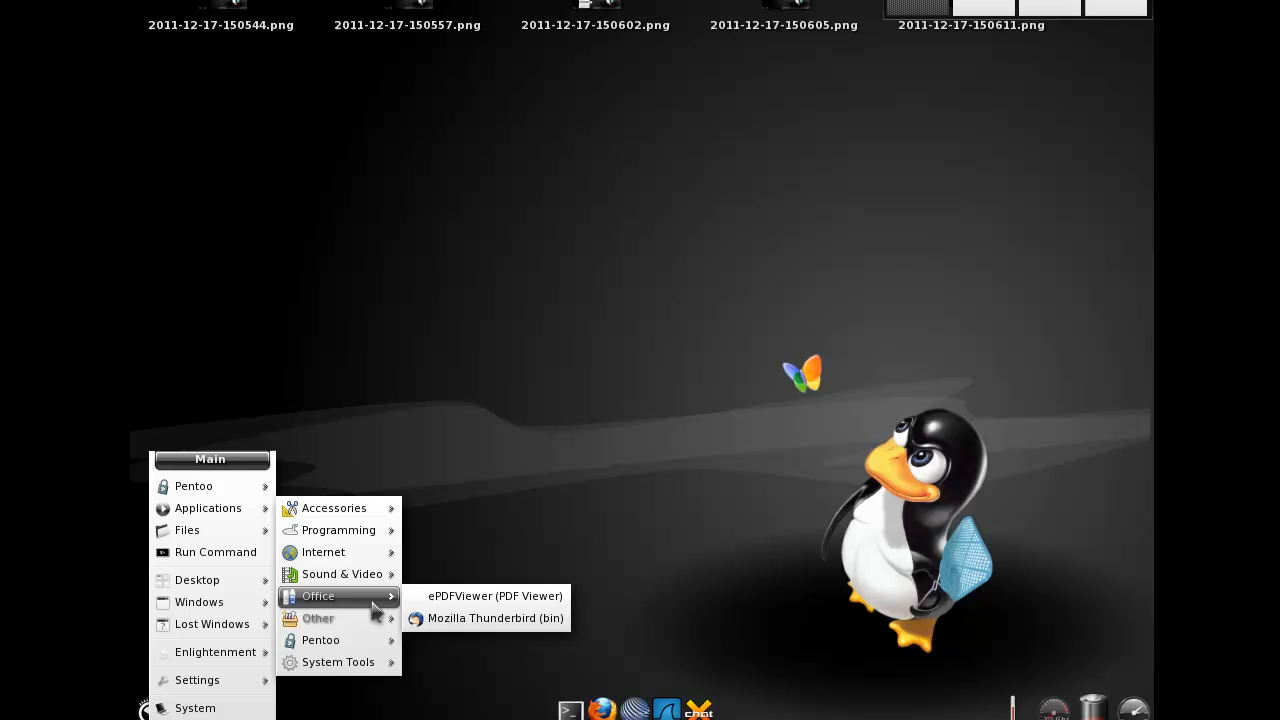 2011-12-17-150544.png
2011-12-17-150557.png
2011-12-17-150602.png
2011-12-17-150605.png
2011-12-17-150611.png
Main
Pentoo
Applications
Files
Run Command
Desktop
Windows
Lost Windows
Enlightenment
Settings
System
Accessories
Programming
Internet
Sound & Video
Office
Other
Pentoo
System Tools
ePDFViewer (PDF Viewer)
Mozilla Thunderbird (bin)
chat